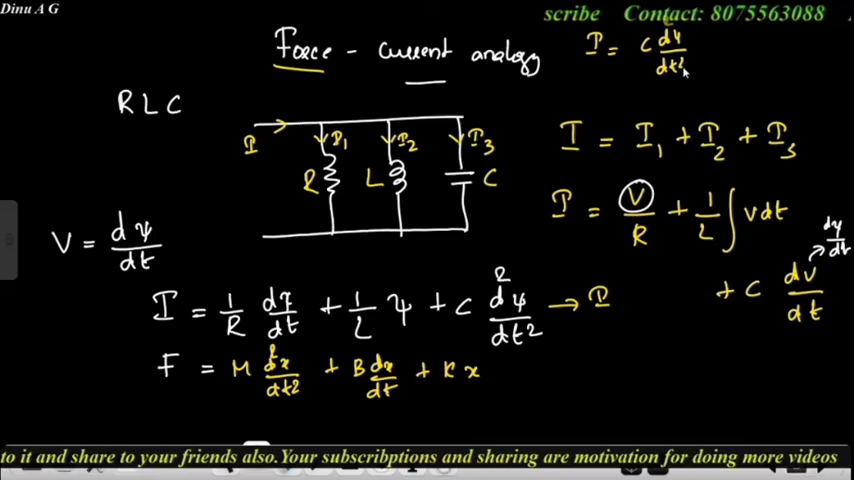 Dinu A G
scribe Contact: 8075563088
Force - current analogy
I = C d²ψ/dt²
R L C
I I₁ I₂ I₃
R L C
I = I₁ + I₂ + I₃
I = V/R + 1/L ∫ v dt
+ C dv/dt → dψ/dt
V = dψ/dt
I = 1/R dψ/dt + 1/L ψ + C d²ψ/dt² → I
F = M d²x/dt² + B dx/dt + K x
to it and share to your friends also.Your subscribptions and sharing are motivation for doing more videos